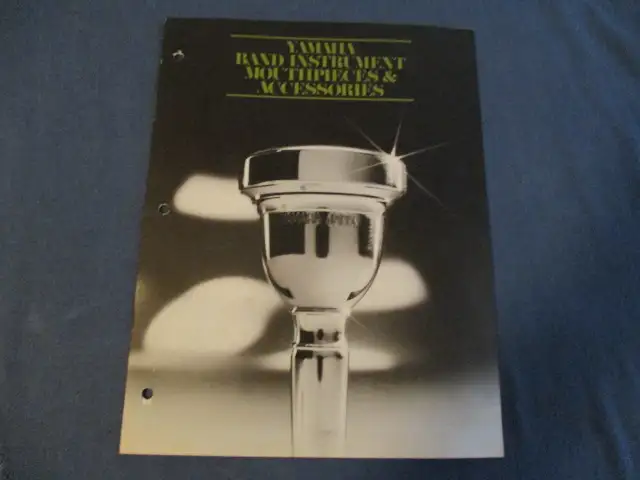 YAMAHA
BAND INSTRUMENT
MOUTHPIECES &
ACCESSORIES